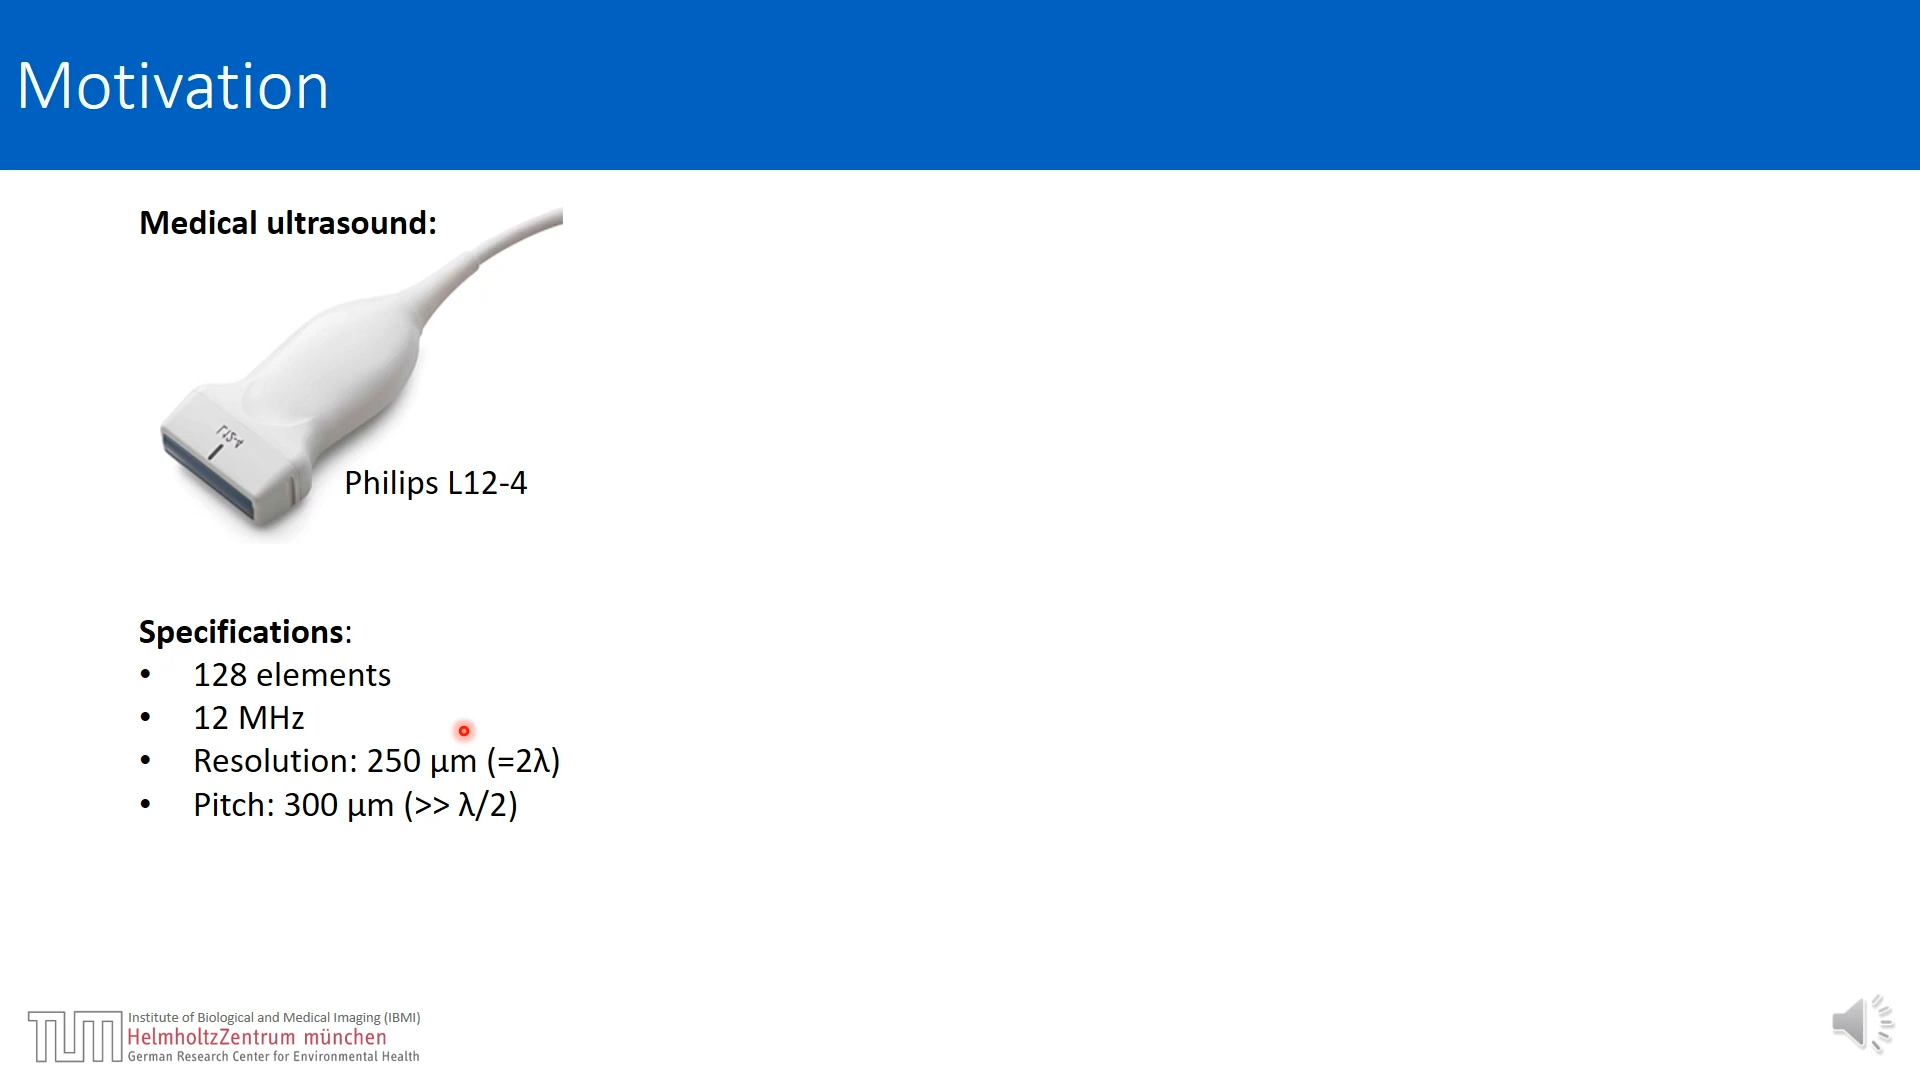 Motivation
Medical ultrasound:
L12-4
Philips L12-4
Specifications:
• 128 elements
• 12 MHz
• Resolution: 250 µm (=2λ)
• Pitch: 300 µm (>> λ/2)
TUM
Institute of Biological and Medical Imaging (IBMI)
HelmholtzZentrum münchen
German Research Center for Environmental Health